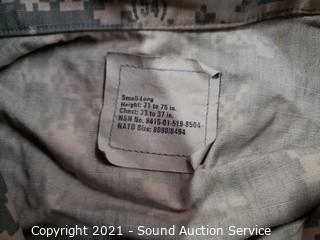 Small-Long
Height: 71 to 75 in.
Chest: 33 to 37 in.
NSN No. 8415-01-519-8504
NATO Size: 8090/8494
Copyright 2021 - Sound Auction Service